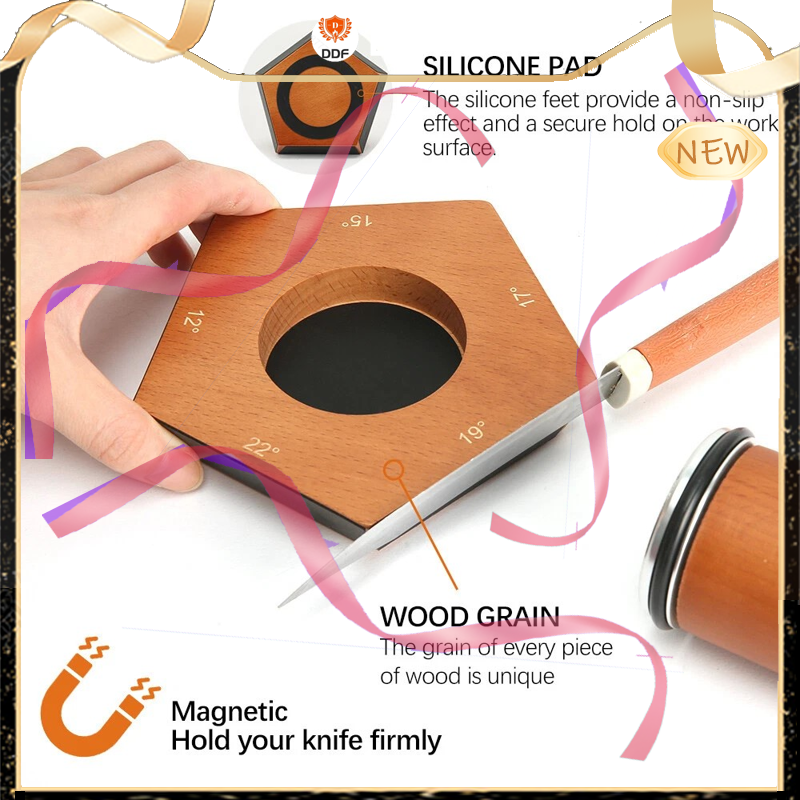 DDF
SILICONE PAD
The silicone feet provide a non-slip
effect and a secure hold on the work
surface.
NEW
15°
17°
12°
19°
22°
WOOD GRAIN
The grain of every piece
of wood is unique
Magnetic
Hold your knife firmly